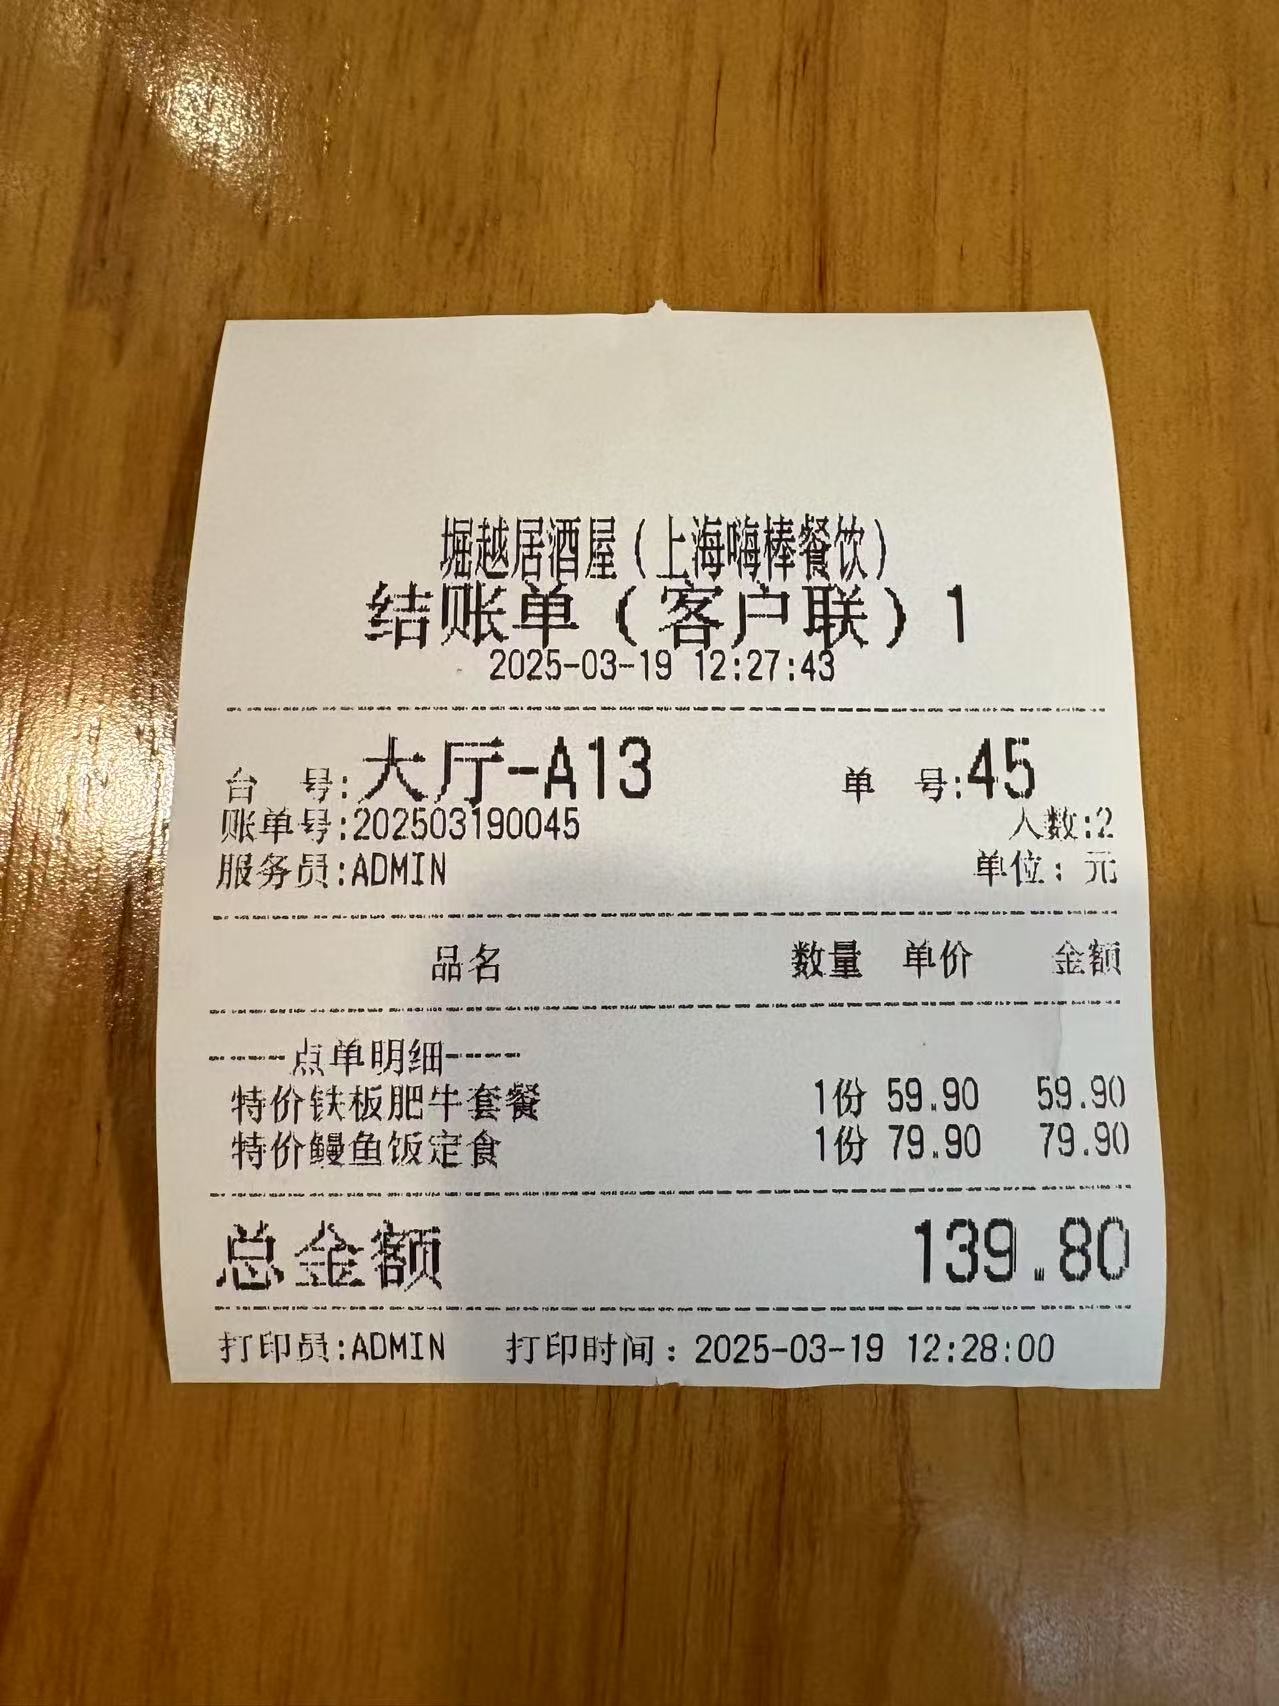 堀越居酒屋(上海嗨棒餐饮)
结账单(客户联)1
2025-03-19 12:27:43
台 号:大厅-A13 单 号:45
账单号:202503190045 人数:2
服务员:ADMIN 单位:元
品名 数量 单价 金额
----点单明细----
特价铁板肥牛套餐 1份 59.90 59.90
特价鳗鱼饭定食 1份 79.90 79.90
总金额 139.80
打印员:ADMIN 打印时间:2025-03-19 12:28:00